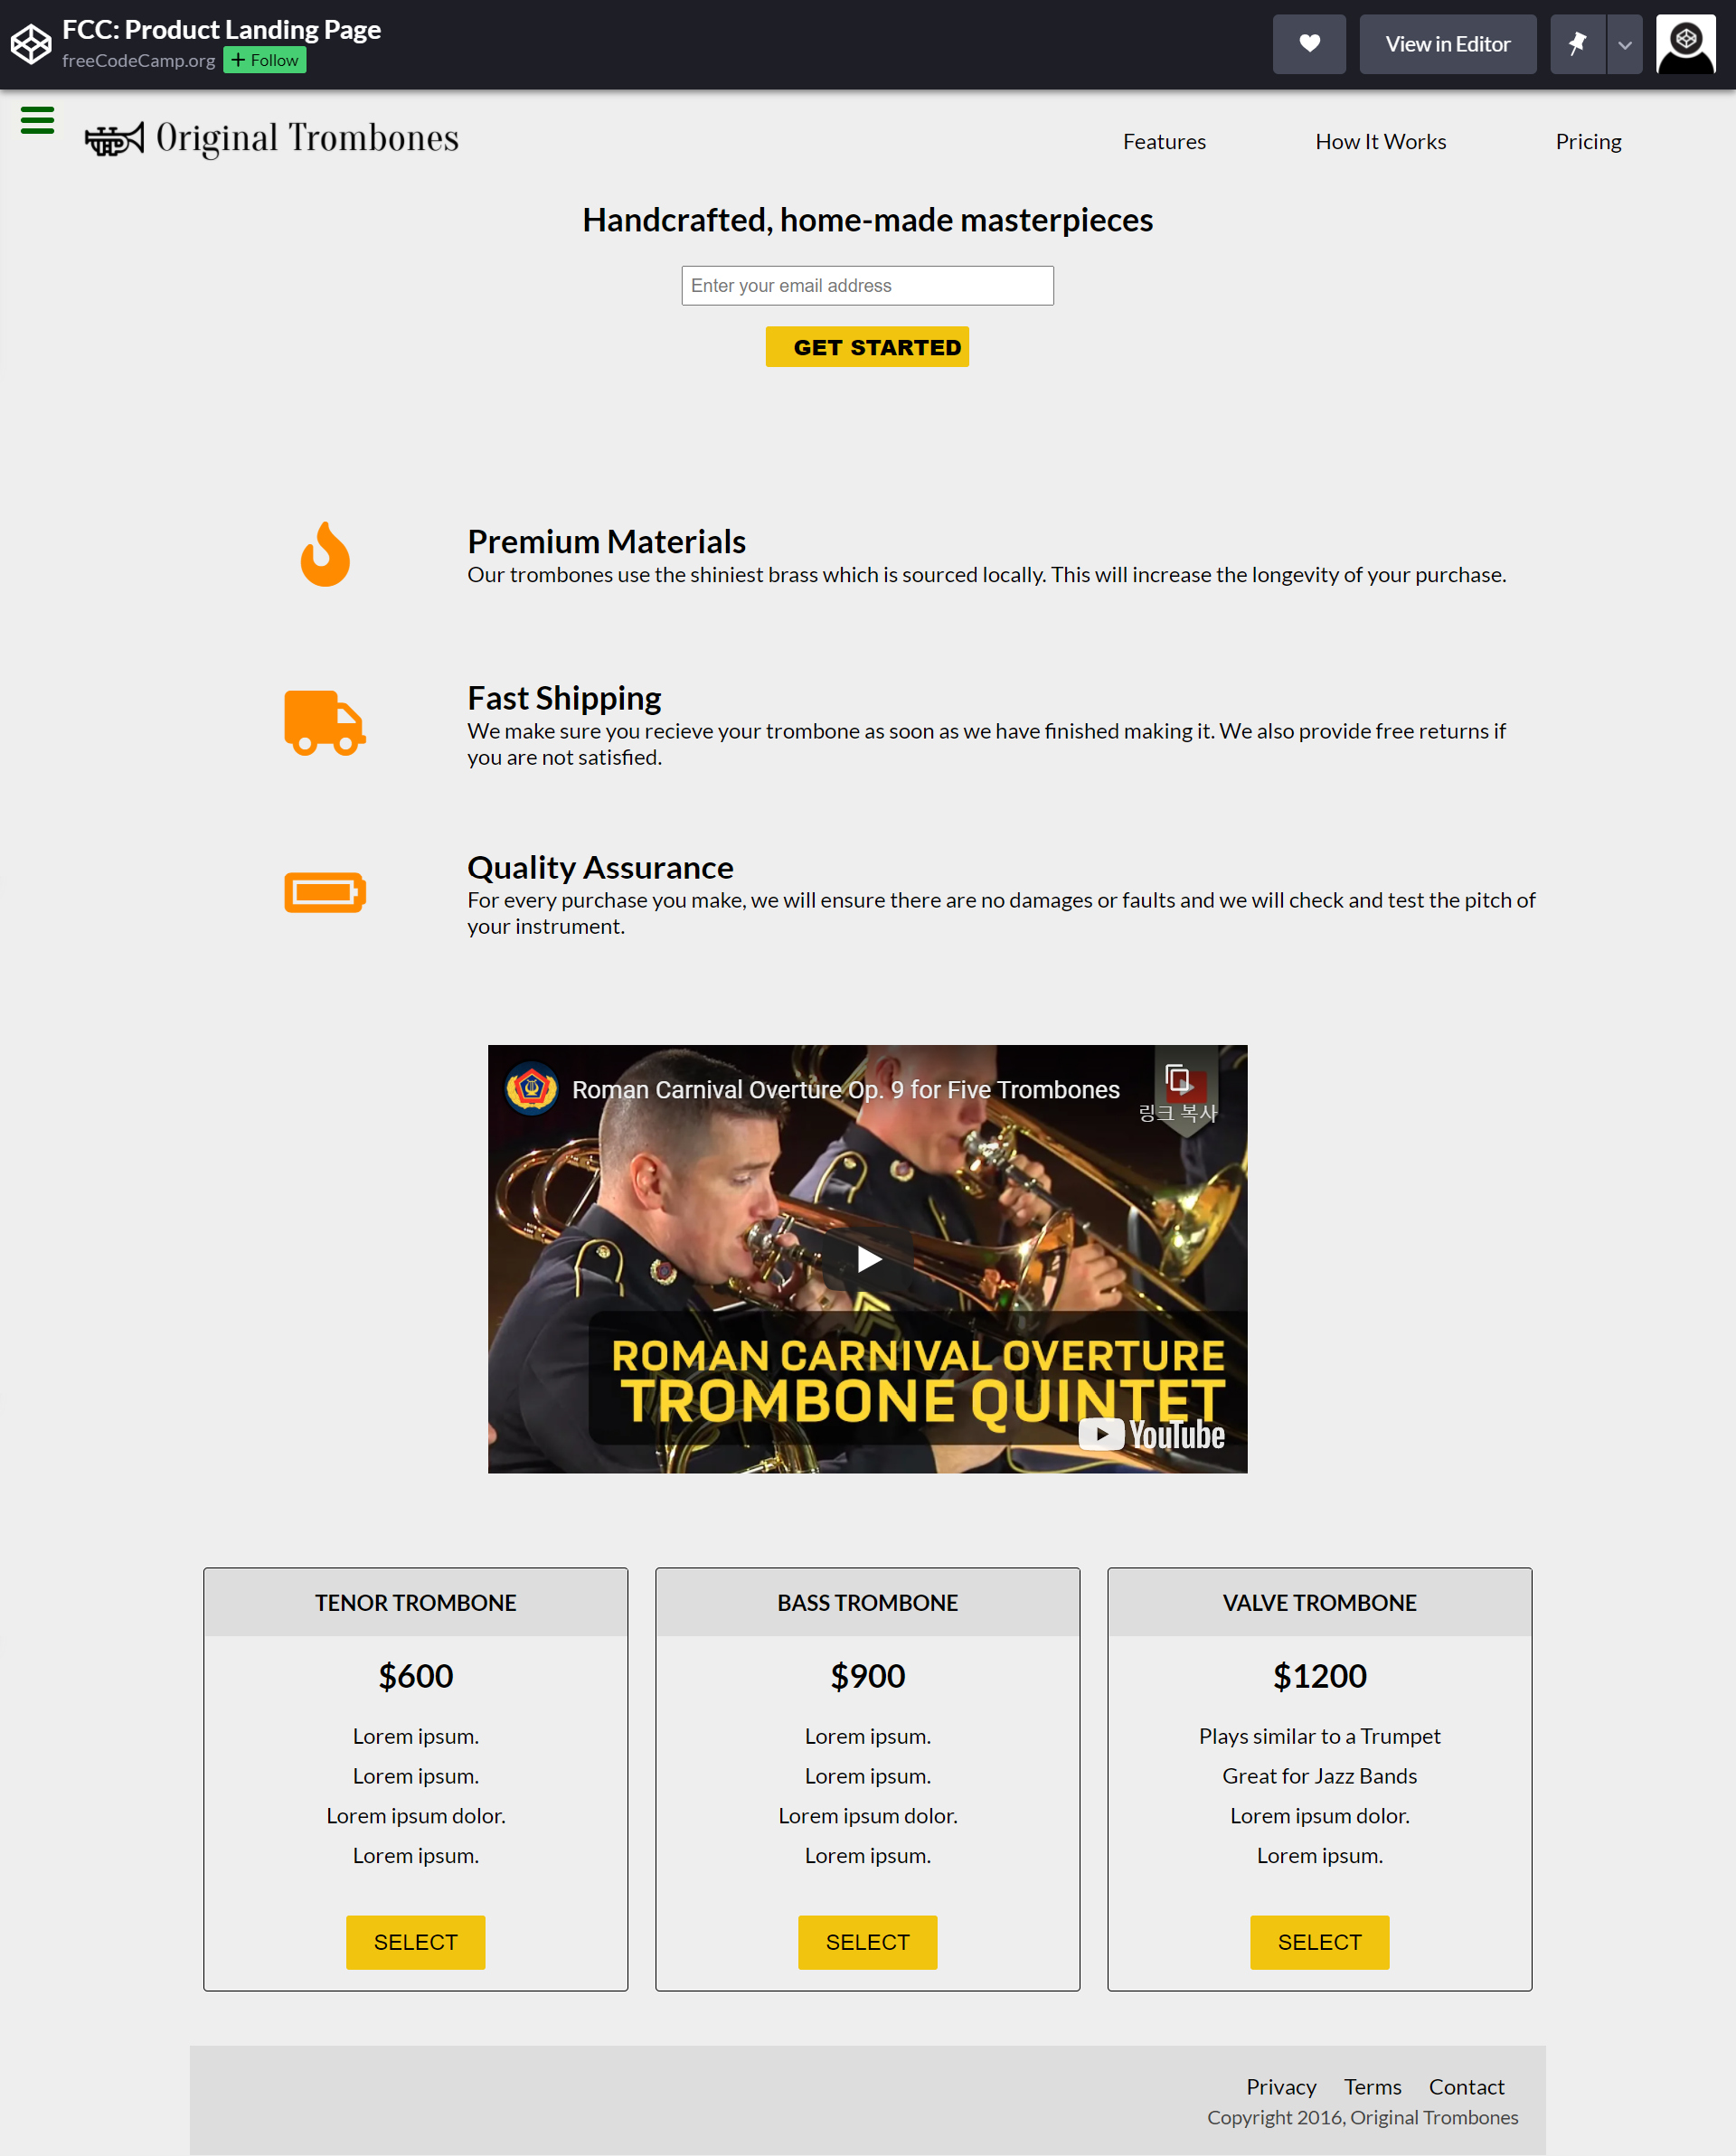 FCC: Product Landing Page
freeCodeCamp.org + Follow
View in Editor
Original Trombones
Features
How It Works
Pricing
Handcrafted, home-made masterpieces
Enter your email address
GET STARTED
Premium Materials
Our trombones use the shiniest brass which is sourced locally. This will increase the longevity of your purchase.
Fast Shipping
We make sure you recieve your trombone as soon as we have finished making it. We also provide free returns if
you are not satisfied.
Quality Assurance
For every purchase you make, we will ensure there are no damages or faults and we will check and test the pitch of
your instrument.
Roman Carnival Overture Op. 9 for Five Trombones
링크 복사
ROMAN CARNIVAL OVERTURE
TROMBONE QUINTET
YouTube
TENOR TROMBONE
$600
Lorem ipsum.
Lorem ipsum.
Lorem ipsum dolor.
Lorem ipsum.
SELECT
BASS TROMBONE
$900
Lorem ipsum.
Lorem ipsum.
Lorem ipsum dolor.
Lorem ipsum.
SELECT
VALVE TROMBONE
$1200
Plays similar to a Trumpet
Great for Jazz Bands
Lorem ipsum dolor.
Lorem ipsum.
SELECT
Privacy Terms Contact
Copyright 2016, Original Trombones